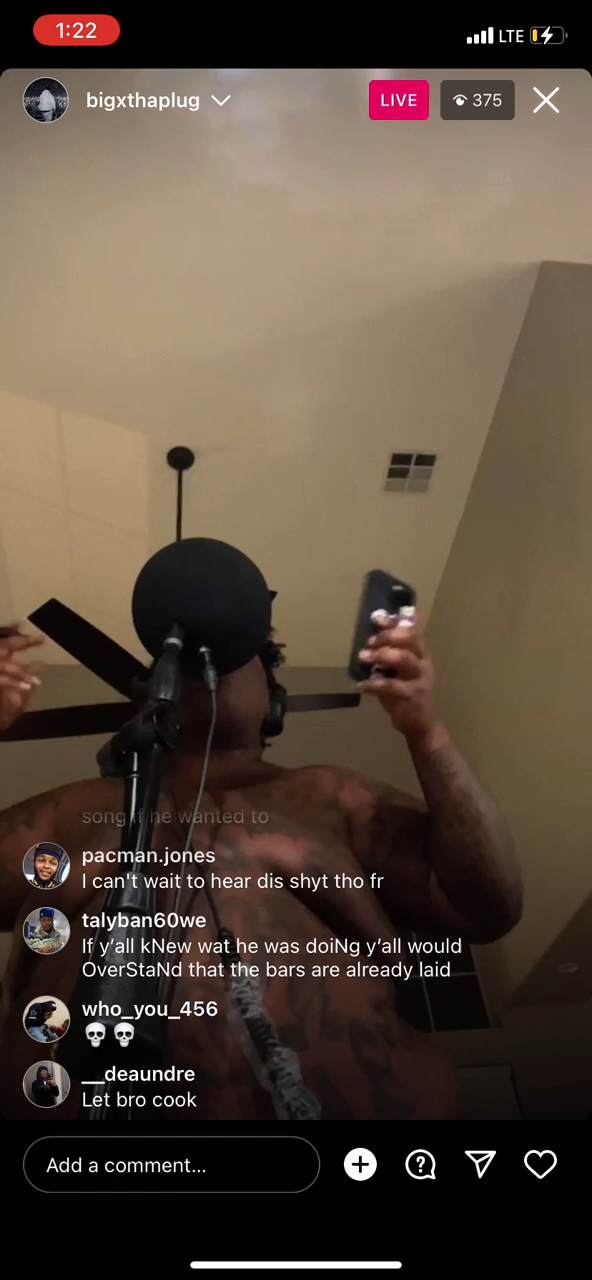 1:22
LTE
bigxthaplug
LIVE
375
song if he wanted to
pacman.jones
I can't wait to hear dis shyt tho fr
talyban60we
If y'all kNew wat he was doiNg y'all would
OverStaNd that the bars are already laid
who_you_456
💀💀
__deaundre
Let bro cook
Add a comment...